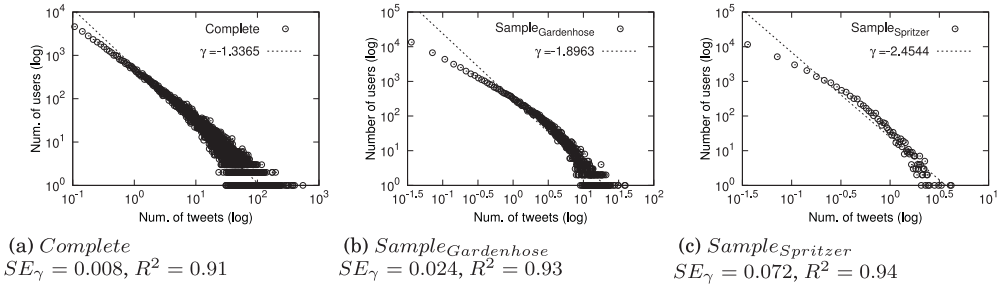 Num. of users (log)
10^4
10^3
10^2
10^1
10^0
10^-1 10^0 10^1 10^2 10^3
Num. of tweets (log)
Complete
γ=-1.3365
(a) Complete
SE_γ = 0.008, R^2 = 0.91
Number of users (log)
10^5
10^4
10^3
10^2
10^1
10^0
10^-1.5 10^-1 10^-0.5 10^0 10^0.5 10^1 10^1.5 10^2
Num. of tweets (log)
Sample_Gardenhose
γ=-1.8963
(b) Sample_Gardenhose
SE_γ = 0.024, R^2 = 0.93
Number of users (log)
10^5
10^4
10^3
10^2
10^1
10^0
10^-1.5 10^-1 10^-0.5 10^0 10^0.5 10^1
Num. of tweets (log)
Sample_Spritzer
γ=-2.4544
(c) Sample_Spritzer
SE_γ = 0.072, R^2 = 0.94